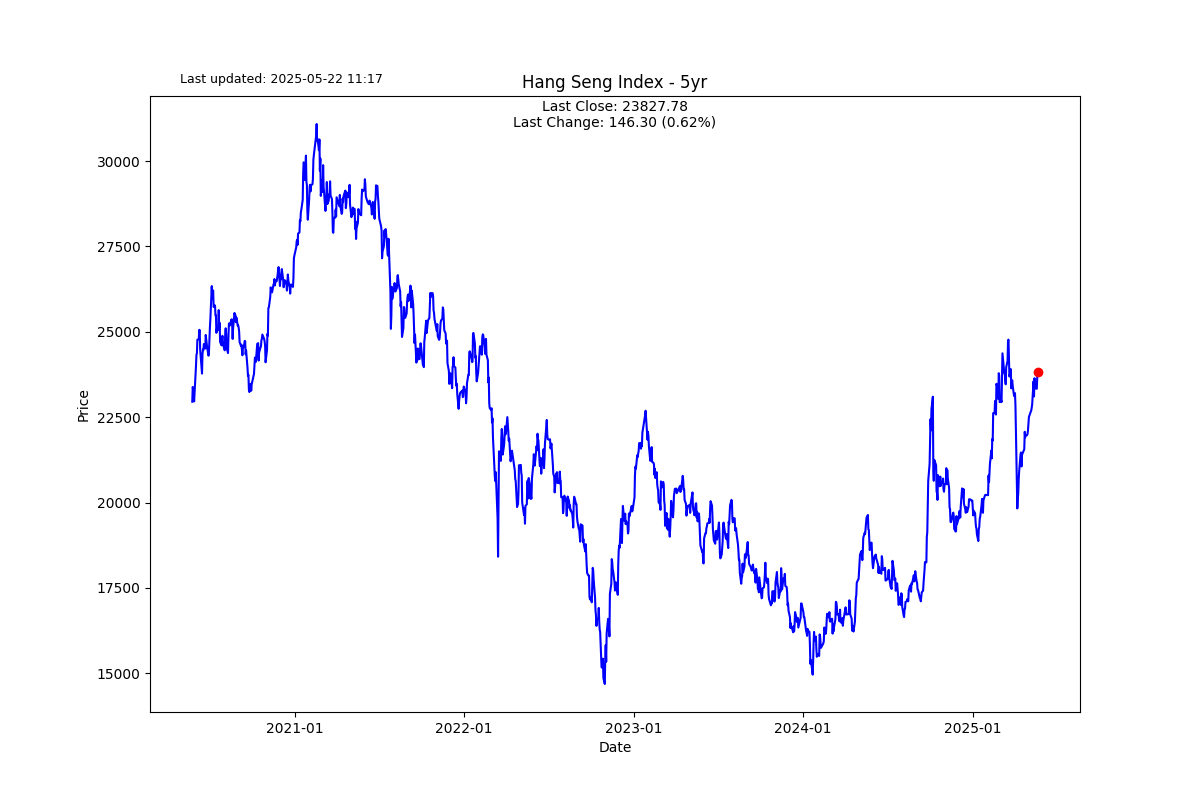 Last updated: 2025-05-22 11:17
Hang Seng Index - 5yr
Last Close: 23827.78
Last Change: 146.30 (0.62%)
Price
30000
27500
25000
22500
20000
17500
15000
2021-01
2022-01
2023-01
2024-01
2025-01
Date